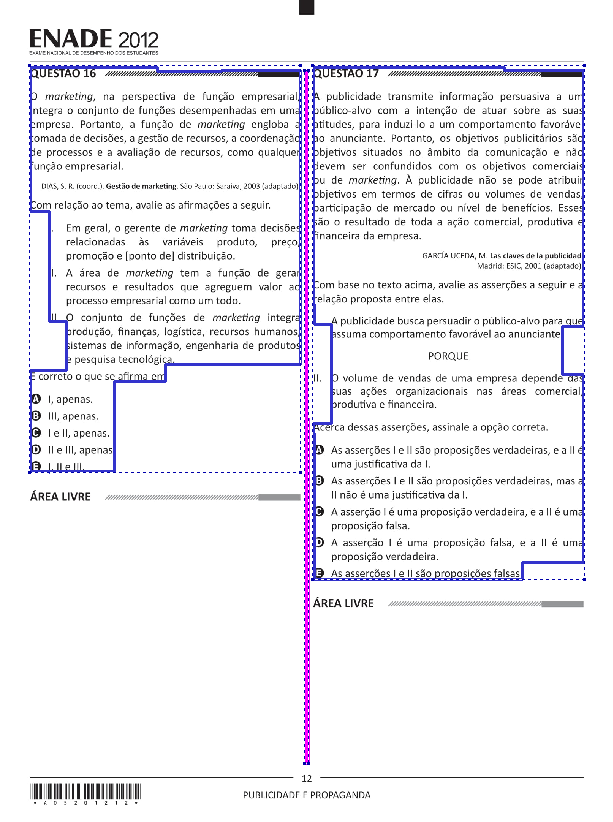 ENADE 2012
EXAME NACIONAL DE DESEMPENHO DOS ESTUDANTES
QUESTÃO 16
O marketing, na perspectiva de função empresarial,
integra o conjunto de funções desempenhadas em uma
empresa. Portanto, a função de marketing engloba a
tomada de decisões, a gestão de recursos, a coordenação
de processos e a avaliação de recursos, como qualquer
função empresarial.
DIAS, S. R. (coord.). Gestão de marketing. São Paulo: Saraiva, 2003 (adaptado).
Com relação ao tema, avalie as afirmações a seguir.
I. Em geral, o gerente de marketing toma decisões
relacionadas às variáveis produto, preço,
promoção e [ponto de] distribuição.
II. A área de marketing tem a função de gerar
recursos e resultados que agreguem valor ao
processo empresarial como um todo.
III. O conjunto de funções de marketing integra
produção, finanças, logística, recursos humanos,
sistemas de informação, engenharia de produtos
e pesquisa tecnológica.
É correto o que se afirma em
A I, apenas.
B III, apenas.
C I e II, apenas.
D II e III, apenas.
E I, II e III.
ÁREA LIVRE
QUESTÃO 17
A publicidade transmite informação persuasiva a um
público-alvo com a intenção de atuar sobre as suas
atitudes, para induzi-lo a um comportamento favorável
ao anunciante. Portanto, os objetivos publicitários são
objetivos situados no âmbito da comunicação e não
devem ser confundidos com os objetivos comerciais
ou de marketing. À publicidade não se pode atribuir
objetivos em termos de cifras ou volumes de vendas,
participação de mercado ou nível de benefícios. Esses
são o resultado de toda a ação comercial, produtiva e
financeira da empresa.
GARCÍA UCEDA, M. Las claves de la publicidad.
Madrid: ESIC, 2001 (adaptado).
Com base no texto acima, avalie as asserções a seguir e a
relação proposta entre elas.
I. A publicidade busca persuadir o público-alvo para que
assuma comportamento favorável ao anunciante.
PORQUE
II. O volume de vendas de uma empresa depende das
suas ações organizacionais nas áreas comercial,
produtiva e financeira.
Acerca dessas asserções, assinale a opção correta.
A As asserções I e II são proposições verdadeiras, e a II é
uma justificativa da I.
B As asserções I e II são proposições verdadeiras, mas a
II não é uma justificativa da I.
C A asserção I é uma proposição verdadeira, e a II é uma
proposição falsa.
D A asserção I é uma proposição falsa, e a II é uma
proposição verdadeira.
E As asserções I e II são proposições falsas.
ÁREA LIVRE
12
PUBLICIDADE E PROPAGANDA
*A05201212*